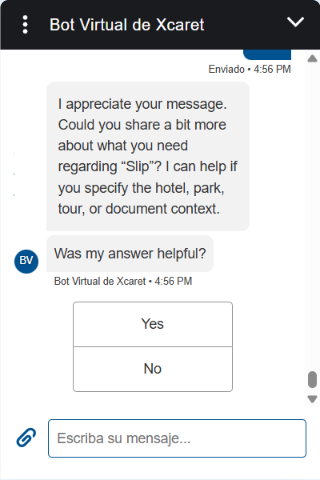 Bot Virtual de Xcaret
Enviado • 4:56 PM
I appreciate your message.
Could you share a bit more
about what you need
regarding “Slip”? I can help if
you specify the hotel, park,
tour, or document context.
Was my answer helpful?
BV
Bot Virtual de Xcaret • 4:56 PM
Yes
No
Escriba su mensaje...